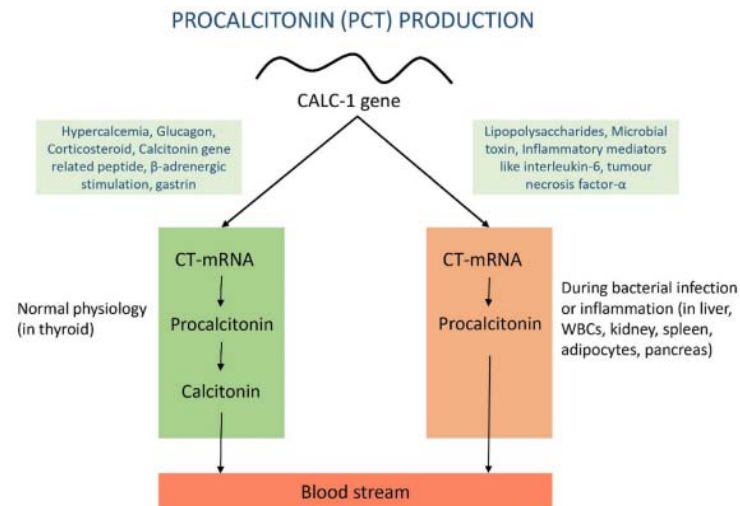 PROCALCITONIN (PCT) PRODUCTION
CALC-1 gene
Hypercalcemia, Glucagon,
Corticosteroid, Calcitonin gene
related peptide, β-adrenergic
stimulation, gastrin
Lipopolysaccharides, Microbial
toxin, Inflammatory mediators
like interleukin-6, tumour
necrosis factor-α
Normal physiology
(in thyroid)
CT-mRNA
Procalcitonin
Calcitonin
CT-mRNA
Procalcitonin
During bacterial infection
or inflammation (in liver,
WBCs, kidney, spleen,
adipocytes, pancreas)
Blood stream